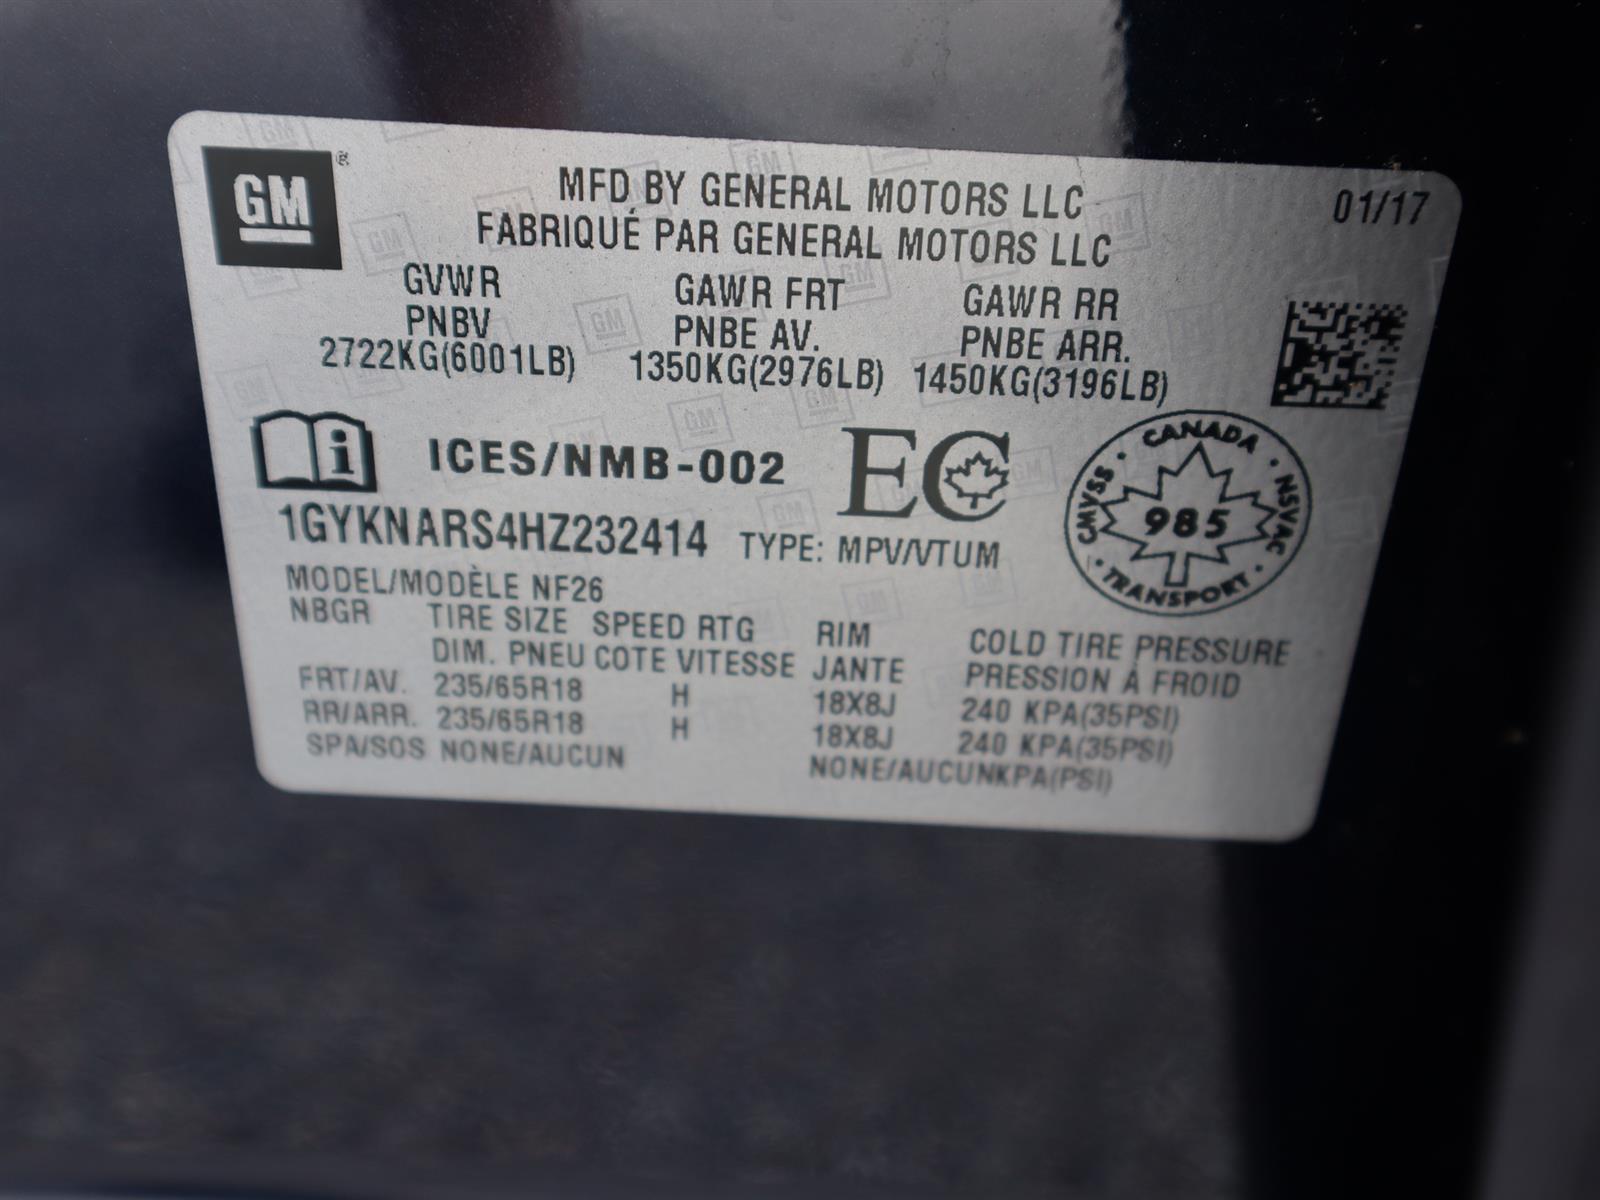 GM ®
MFD BY GENERAL MOTORS LLC
01/17
FABRIQUÉ PAR GENERAL MOTORS LLC
GVWR GAWR FRT GAWR RR
PNBV PNBE AV. PNBE ARR.
2722KG(6001LB) 1350KG(2976LB) 1450KG(3196LB)
i ICES/NMB-002 EC
CANADA
CMVSS · 985 · NSVAC
· TRANSPORT ·
1GYKNARS4HZ232414 TYPE: MPV/VTUM
MODEL/MODÈLE NF26
NBGR TIRE SIZE SPEED RTG RIM COLD TIRE PRESSURE
DIM. PNEU COTE VITESSE JANTE PRESSION À FROID
FRT/AV. 235/65R18 H 18X8J 240 KPA(35PSI)
RR/ARR. 235/65R18 H 18X8J 240 KPA(35PSI)
SPA/SOS NONE/AUCUN NONE/AUCUNKPA(PSI)